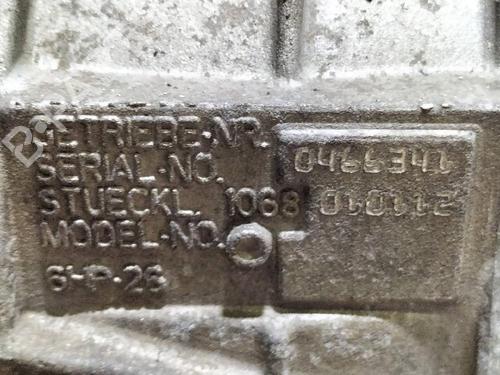 GETRIEBE-NR.
SERIAL-NO. 0466341
STUECKL. 1068 010112
MODEL-NO.
6HP-26